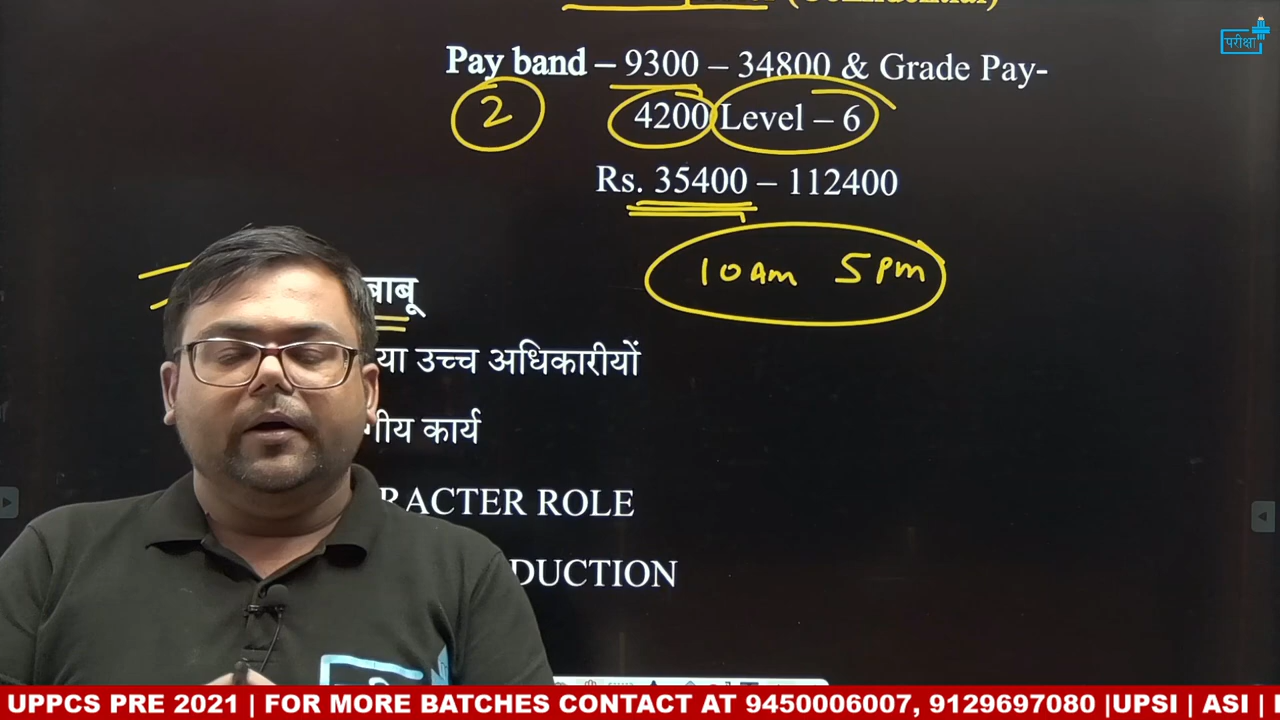 (Confidential)
परीक्षा
Pay band – 9300 – 34800 & Grade Pay-
2 4200 Level – 6
Rs. 35400 – 112400
10 Am 5 pm
बाबू
या उच्च अधिकारीयों
कार्य
RACTER ROLE
DUCTION
UPPCS PRE 2021 | FOR MORE BATCHES CONTACT AT 9450006007, 9129697080 |UPSI | ASI |